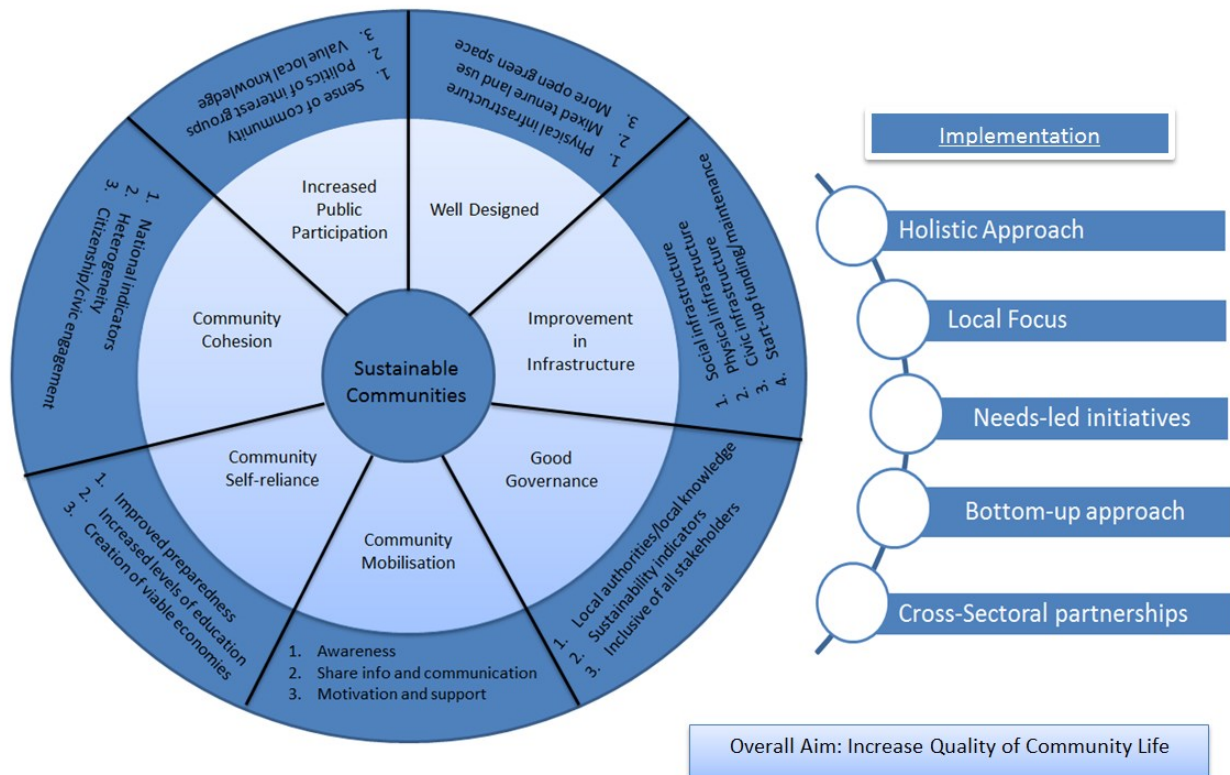 Sustainable
Communities
Increased
Public
Participation
1. Sense of community
2. Politics of interest groups
3. Value local knowledge
Well Designed
1. Physical infrastructure
2. Mixed tenure land use
3. More open green space
Improvement
in
Infrastructure
1. Social infrastructure
2. Physical infrastructure
3. Civic infrastructure
4. Start-up funding/maintenance
Good
Governance
1. Local authorities/local knowledge
2. Sustainability indicators
3. Inclusive of all stakeholders
Community
Mobilisation
1. Awareness
2. Share info and communication
3. Motivation and support
Community
Self-reliance
1. Improved preparedness
2. Increased levels of education
3. Creation of viable economies
Community
Cohesion
1. National indicators
2. Heterogeneity
3. Citizenship/civic engagement
Implementation
Holistic Approach
Local Focus
Needs-led initiatives
Bottom-up approach
Cross-Sectoral partnerships
Overall Aim: Increase Quality of Community Life